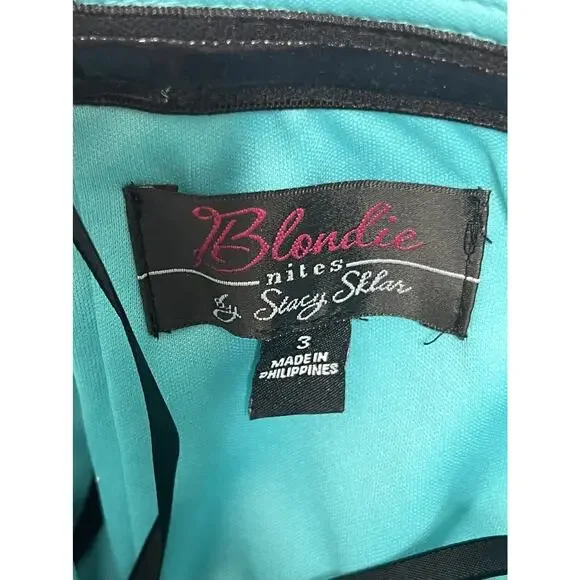 Blondie
nites
by Stacy Sklar
3
MADE IN
PHILIPPINES